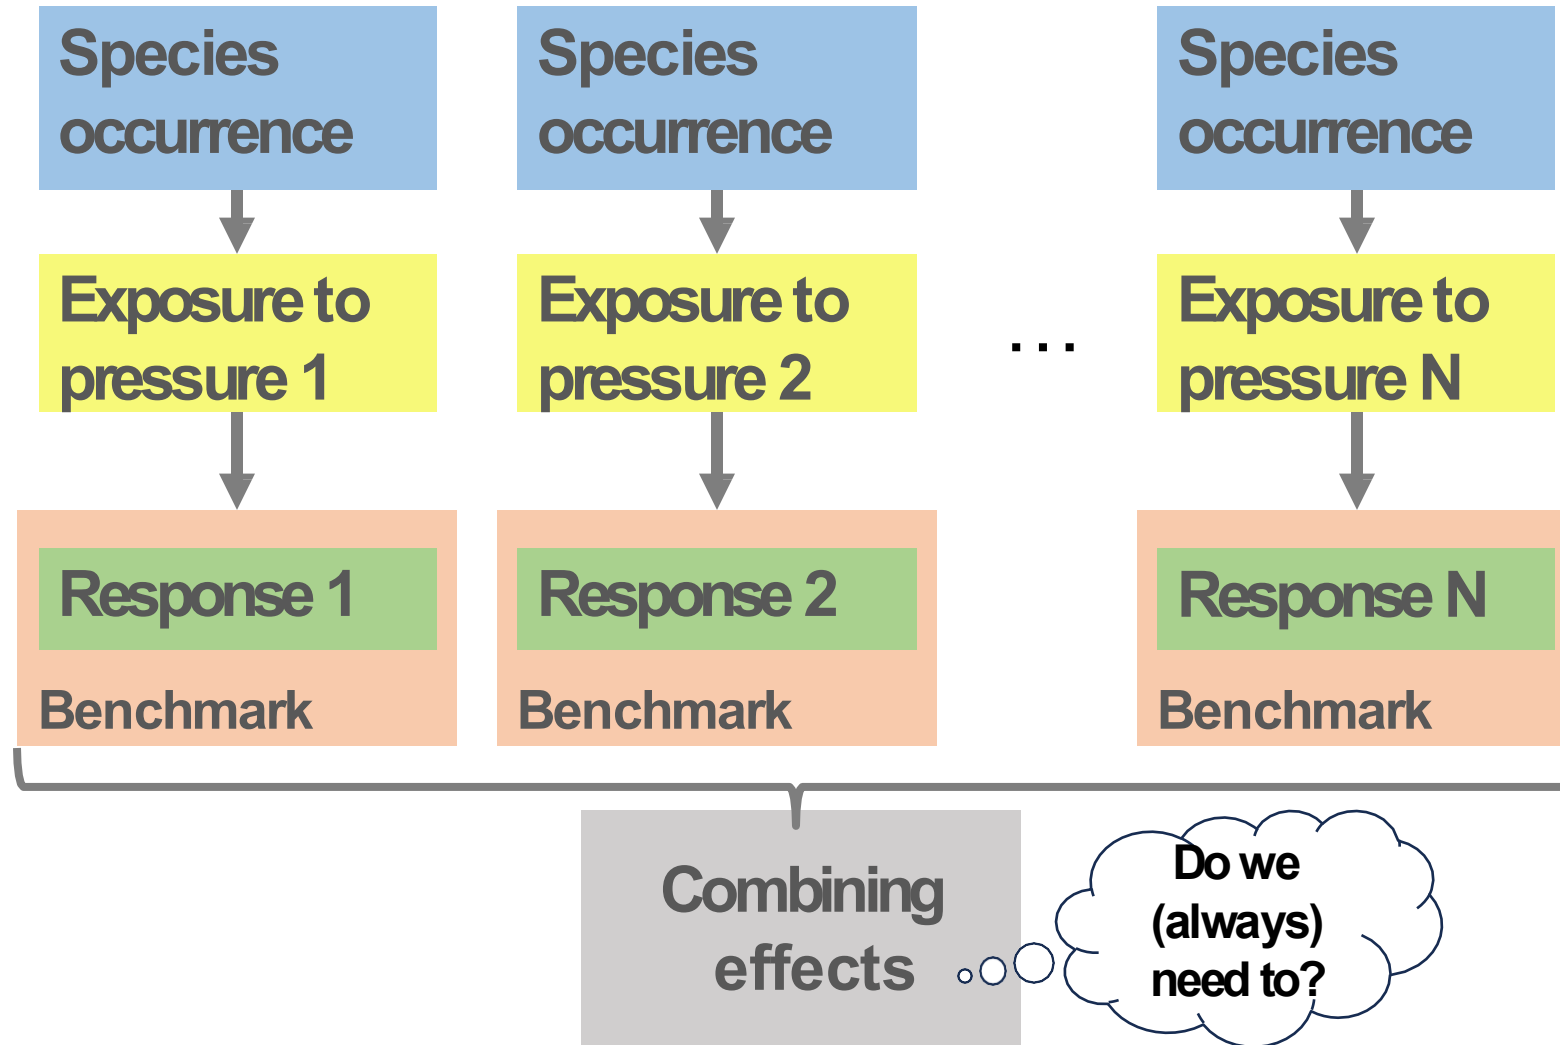 Species
occurrence
Species
occurrence
Species
occurrence
Exposure to
pressure 1
Exposure to
pressure 2
...
Exposure to
pressure N
Response 1
Benchmark
Response 2
Benchmark
Response N
Benchmark
Combining
effects
Do we
(always)
need to?